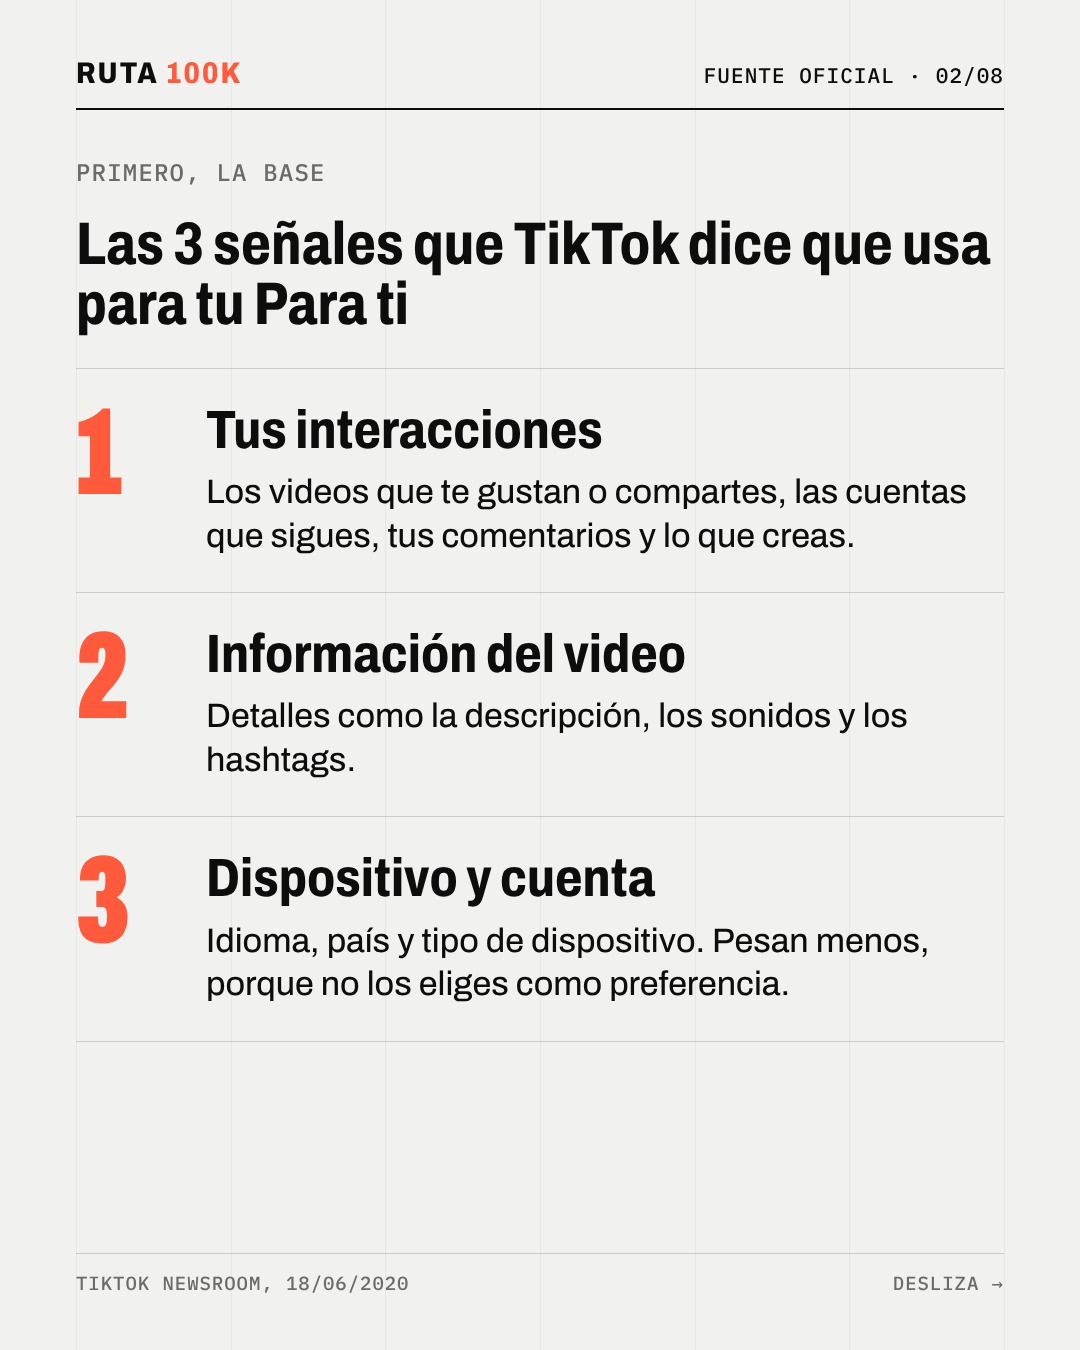 RUTA 100K
FUENTE OFICIAL · 02/08
PRIMERO, LA BASE
Las 3 señales que TikTok dice que usa
para tu Para ti
1
Tus interacciones
Los videos que te gustan o compartes, las cuentas
que sigues, tus comentarios y lo que creas.
2
Información del video
Detalles como la descripción, los sonidos y los
hashtags.
3
Dispositivo y cuenta
Idioma, país y tipo de dispositivo. Pesan menos,
porque no los eliges como preferencia.
TIKTOK NEWSROOM, 18/06/2020
DESLIZA →